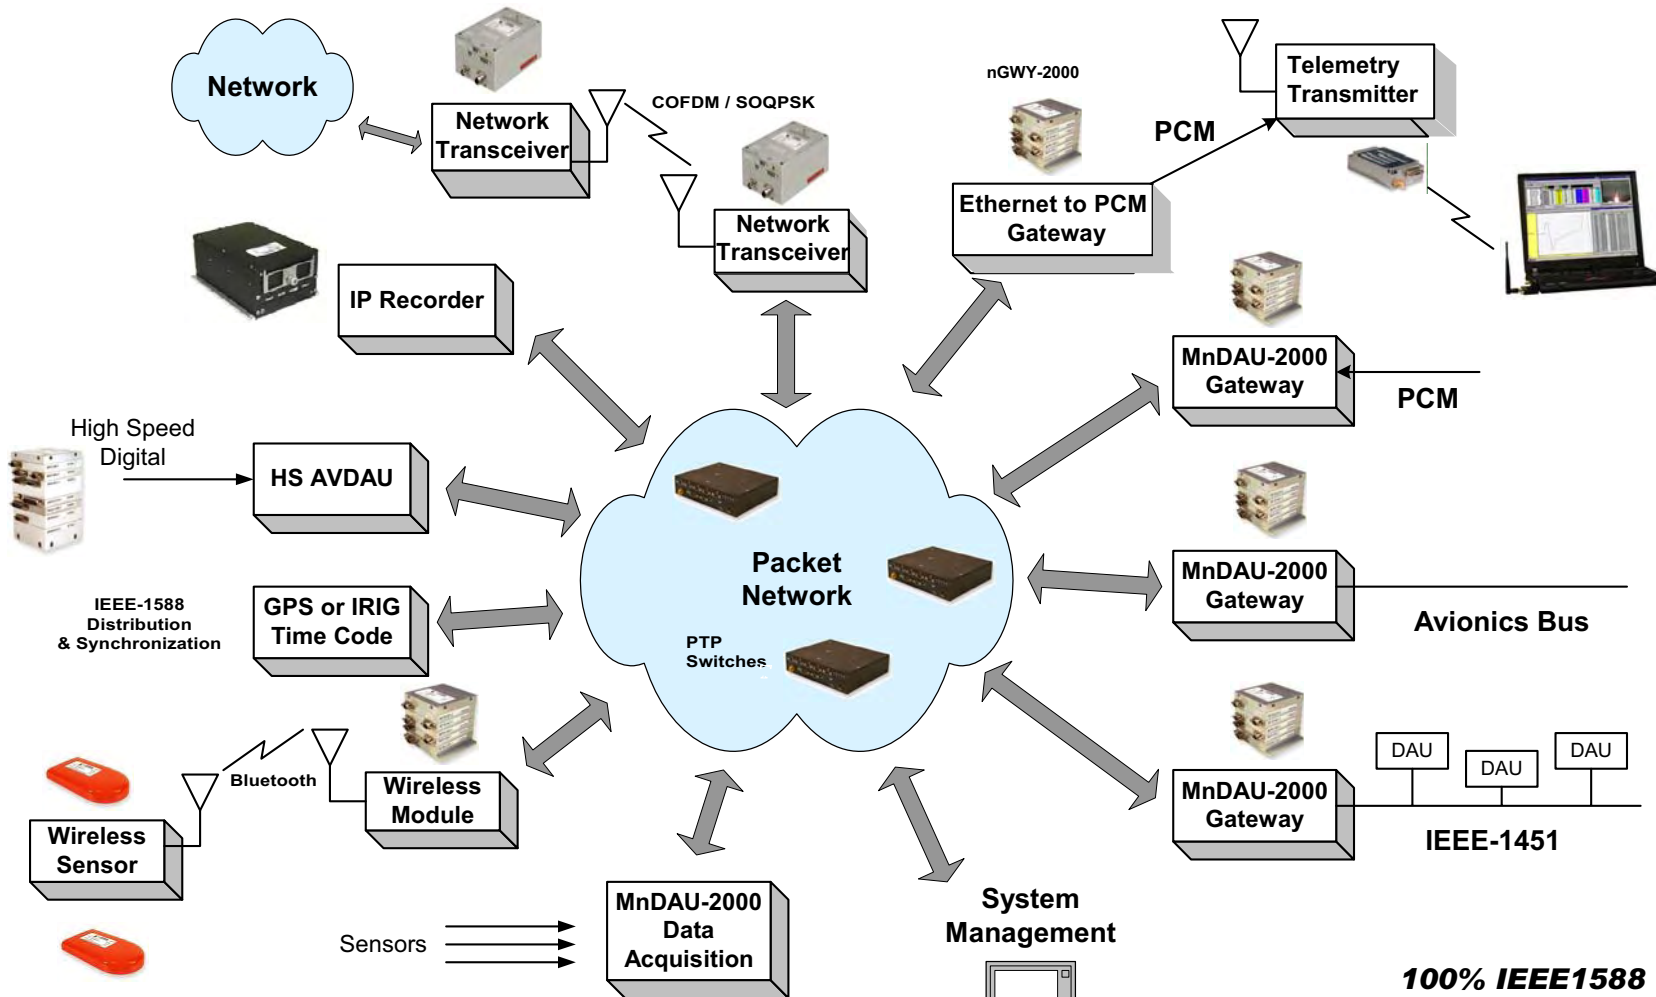 Network
Network
Transceiver
COFDM / SOQPSK
Network
Transceiver
nGWY-2000
Ethernet to PCM
Gateway
PCM
Telemetry
Transmitter
IP Recorder
MnDAU-2000
Gateway
PCM
High Speed
Digital
HS AVDAU
Packet
Network
PTP
Switches
MnDAU-2000
Gateway
Avionics Bus
IEEE-1588
Distribution
& Synchronization
GPS or IRIG
Time Code
Bluetooth
Wireless
Module
Wireless
Sensor
MnDAU-2000
Gateway
DAU
DAU
DAU
IEEE-1451
Sensors
MnDAU-2000
Data
Acquisition
System
Management
100% IEEE1588